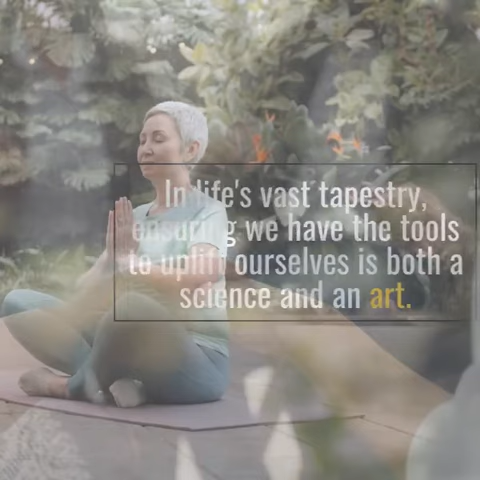 In life's vast tapestry,
ensuring we have the tools
to uplift ourselves is both a
science and an art.